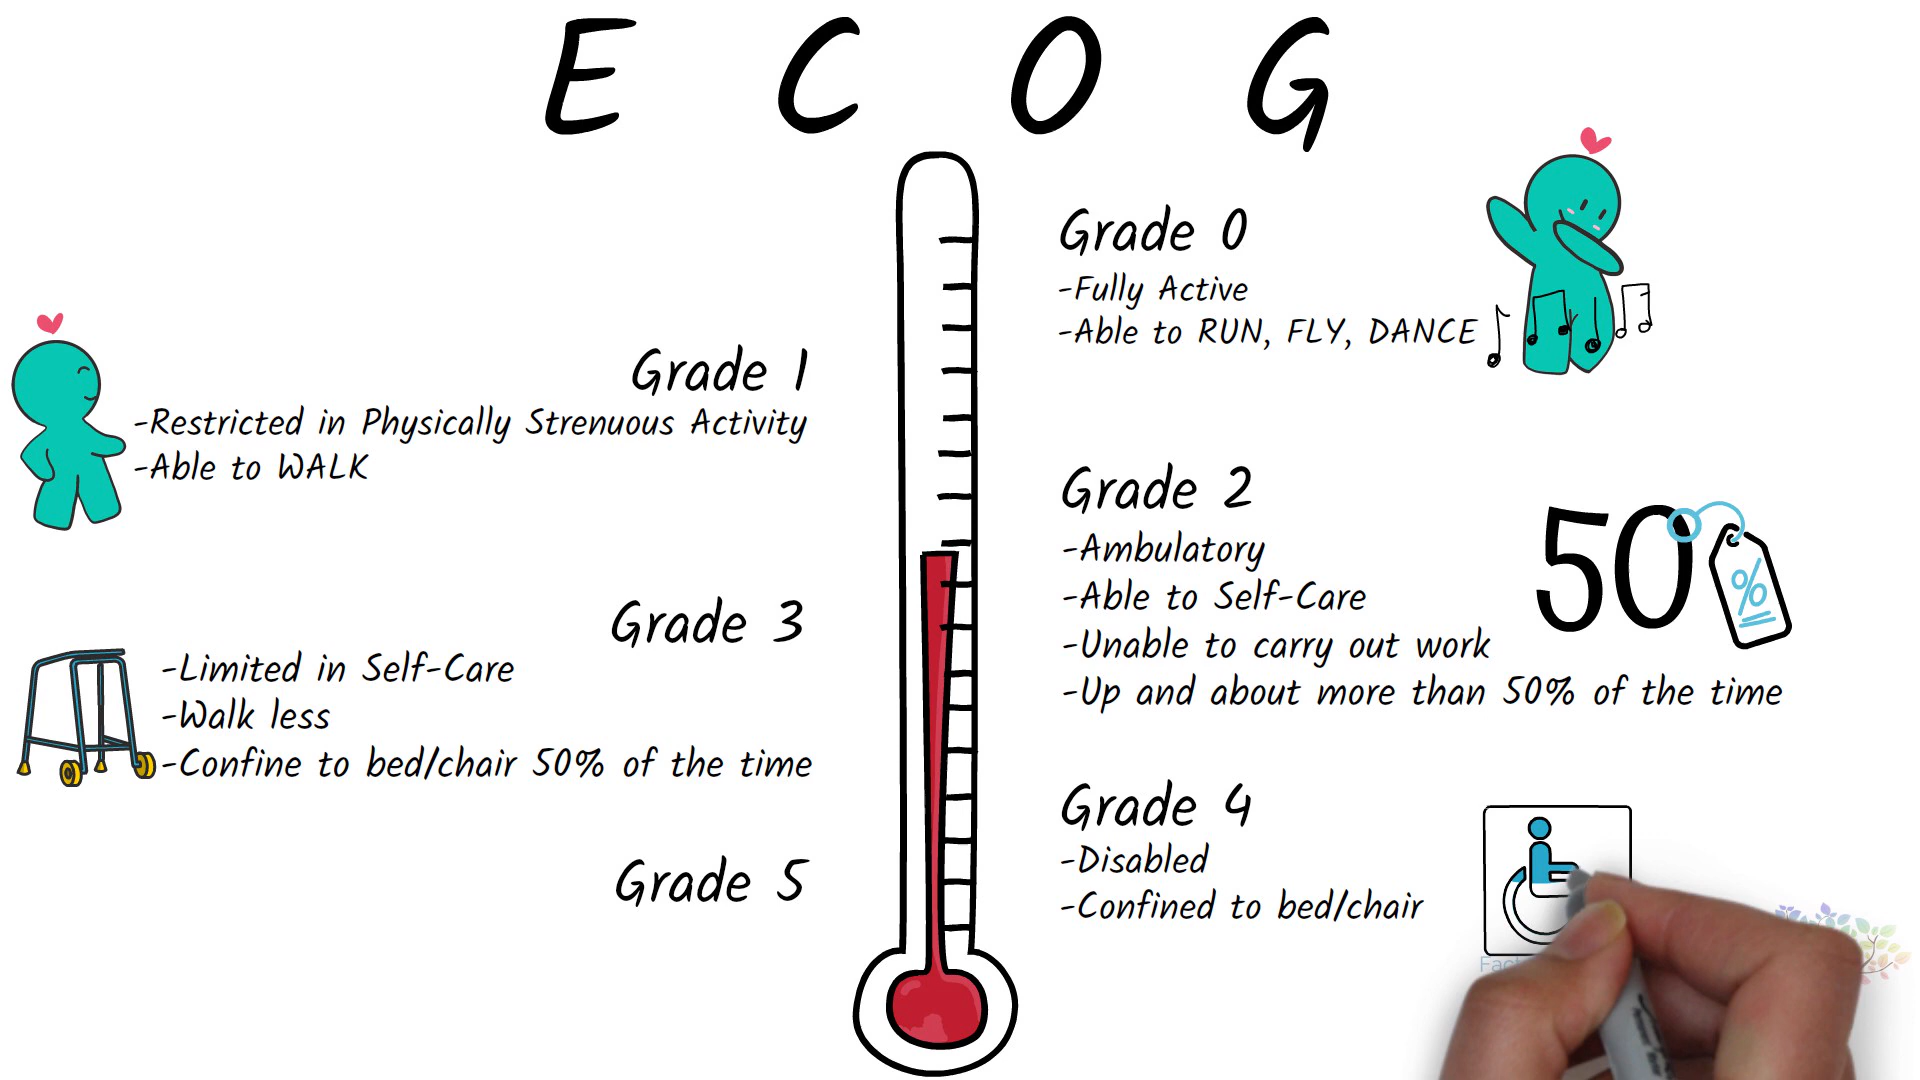 E C O G
Grade 0
-Fully Active
-Able to RUN, FLY, DANCE
Grade 1
-Restricted in Physically Strenuous Activity
-Able to WALK
Grade 2
-Ambulatory
-Able to Self-Care
-Unable to carry out work
-Up and about more than 50% of the time
50
%
Grade 3
-Limited in Self-Care
-Walk less
-Confine to bed/chair 50% of the time
Grade 4
-Disabled
-Confined to bed/chair
Grade 5